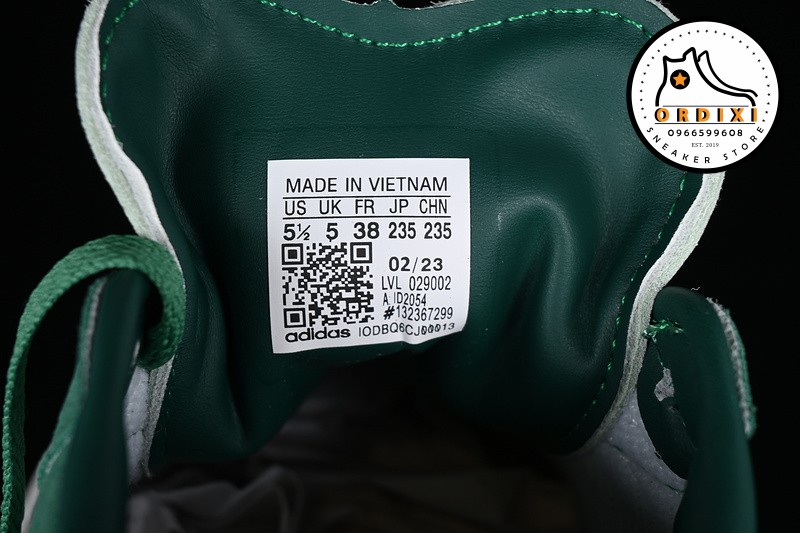 ORDIXI
0966599608
EST. 2019
SNEAKER STORE
MADE IN VIETNAM
US UK FR JP CHN
5½ 5 38 235 235
02/23
LVL 029002
A: ID2054
#132367299
adidas IODBQ6CJ00013